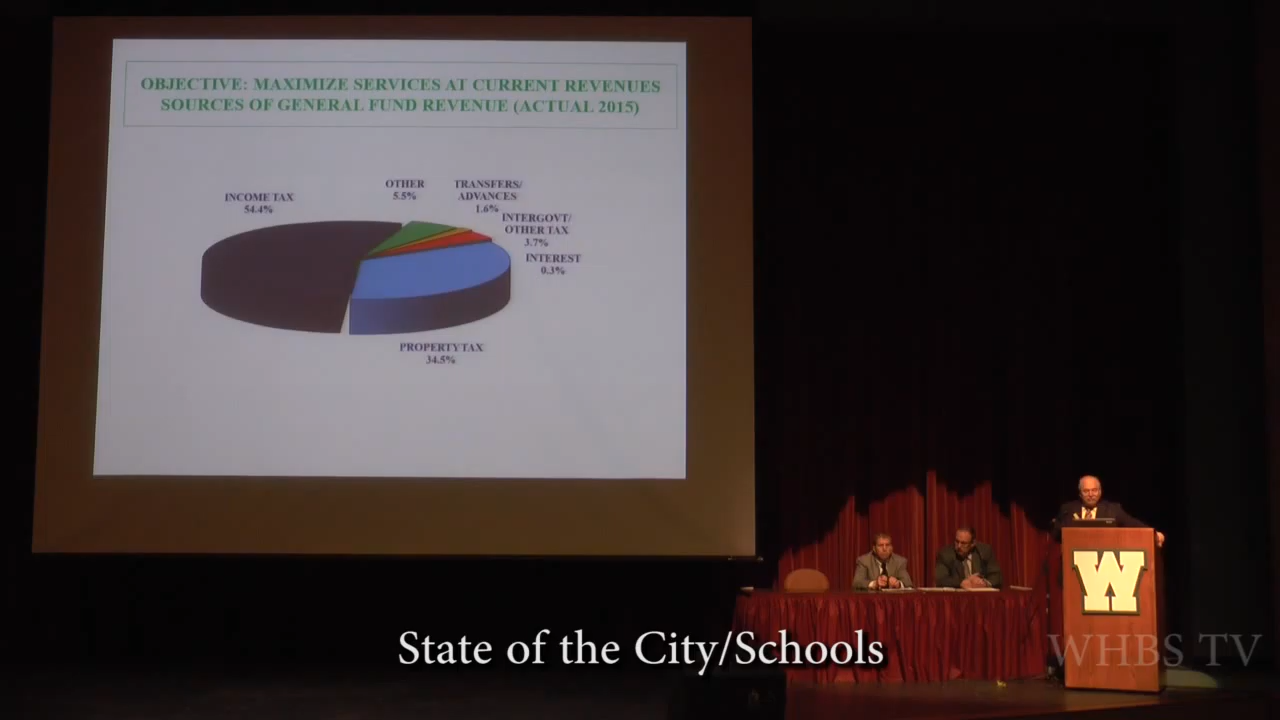 OBJECTIVE: MAXIMIZE SERVICES AT CURRENT REVENUES
SOURCES OF GENERAL FUND REVENUE (ACTUAL 2015)
INCOME TAX
54.4%
OTHER
5.5%
TRANSFERS/
ADVANCES
1.6%
INTERGOVT/
OTHER TAX
3.7%
INTEREST
0.3%
PROPERTY TAX
34.5%
W
State of the City/Schools
WHBS TV